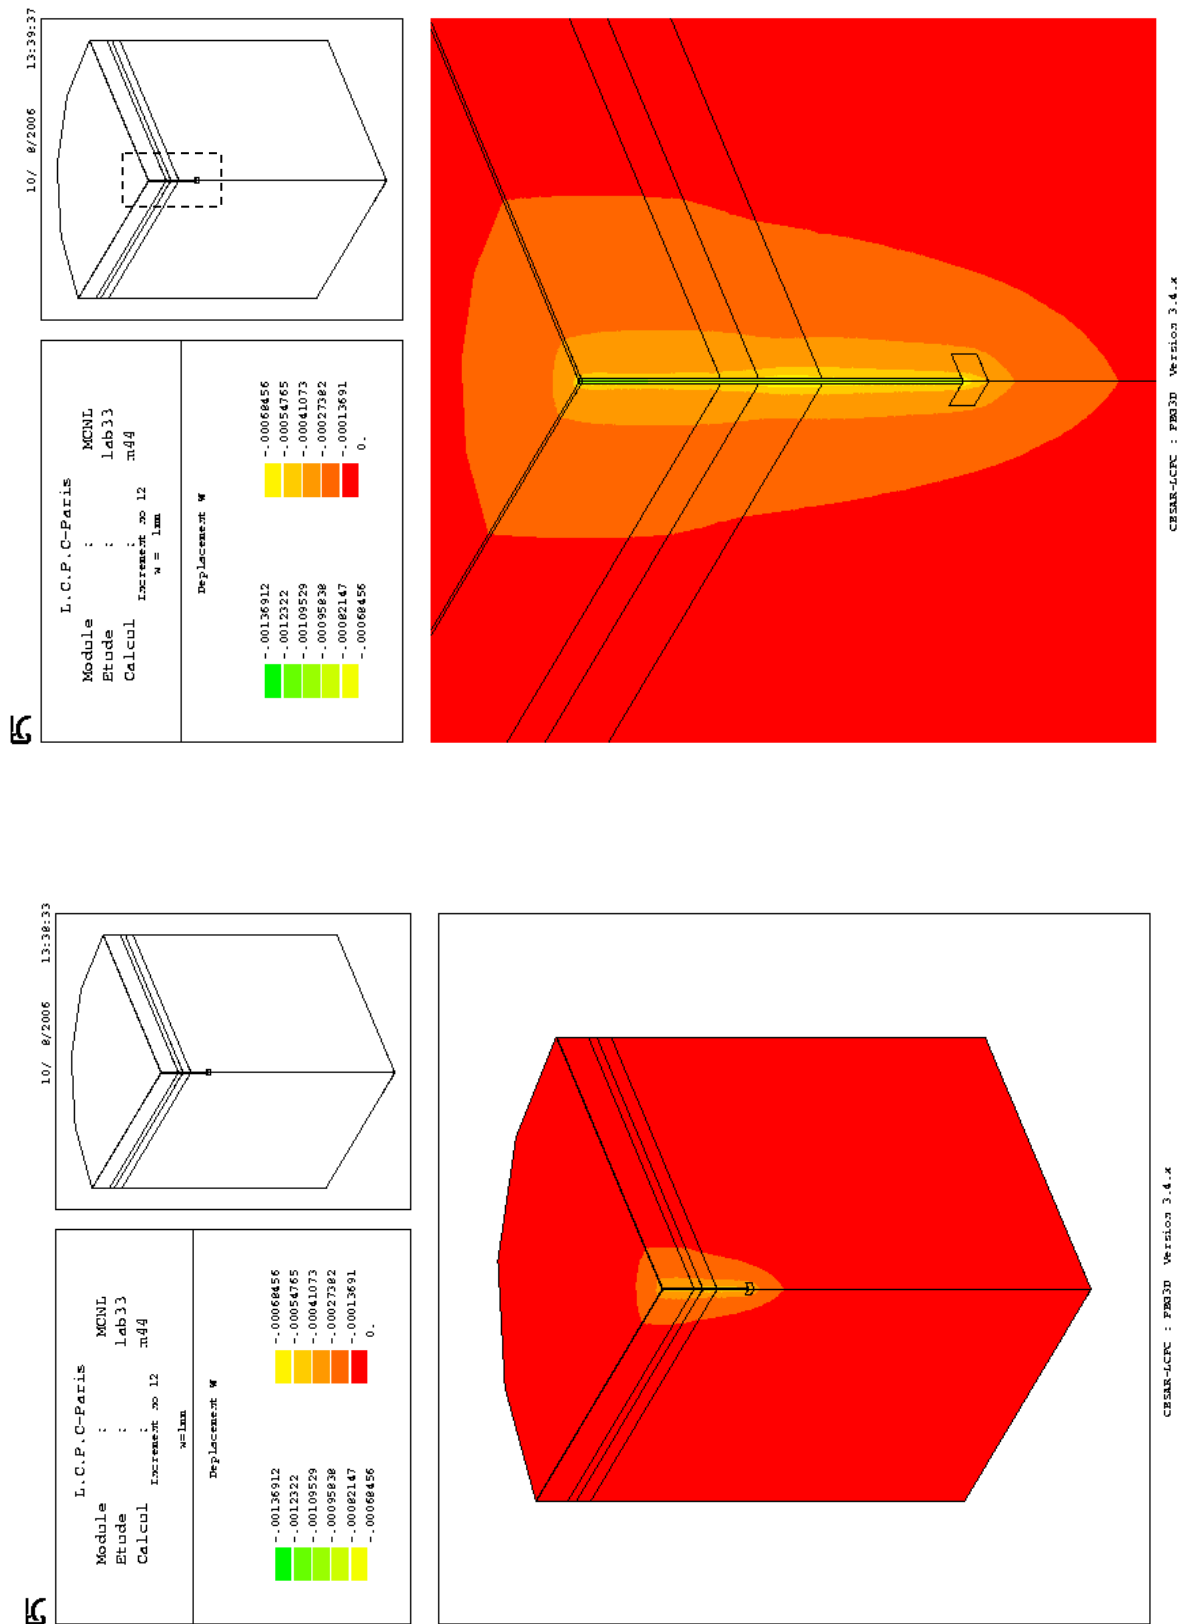 10/ 8/2006 13:39:37
L.C.P.C-Paris
Module : MCNL
Etude : lab33
Calcul : m44
Increment no 12
w = 1mm
Deplacement W
-.00136912
-.0012322
-.00109529
-.00095838
-.00082147
-.00068456
-.00068456
-.00054765
-.00041073
-.00027382
-.00013691
0.
CESAR-LCPC : PEG3D Version 3.4.x
10/ 8/2006 13:38:33
L.C.P.C-Paris
Module : MCNL
Etude : lab33
Calcul : m44
Increment no 12
w=1mm
Deplacement W
-.00136912
-.0012322
-.00109529
-.00095838
-.00082147
-.00068456
-.00068456
-.00054765
-.00041073
-.00027382
-.00013691
0.
CESAR-LCPC : PEG3D Version 3.4.x